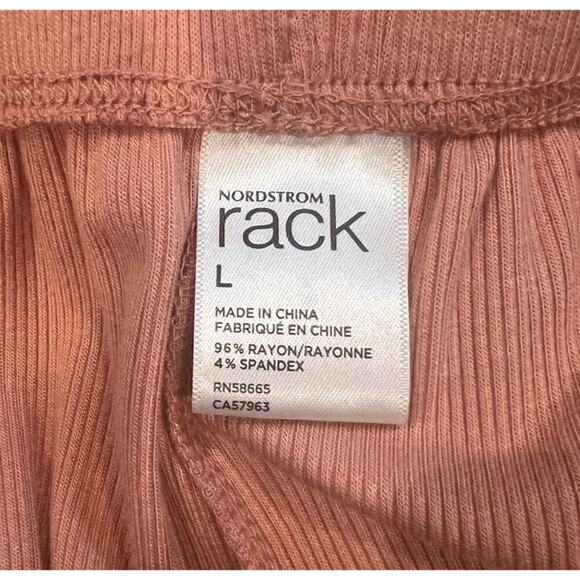 NORDSTROM
rack
L
MADE IN CHINA
FABRIQUÉ EN CHINE
96% RAYON/RAYONNE
4% SPANDEX
RN58665
CA57963